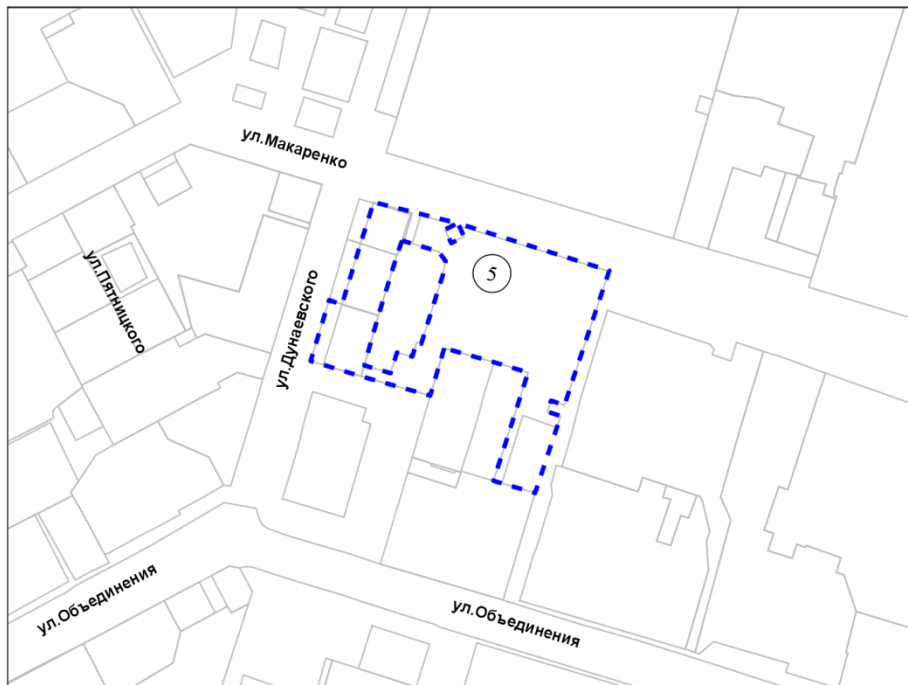 ул.Макаренко
5
ул.Пятницкого
ул.Дунаевского
ул.Объединения
ул.Объединения